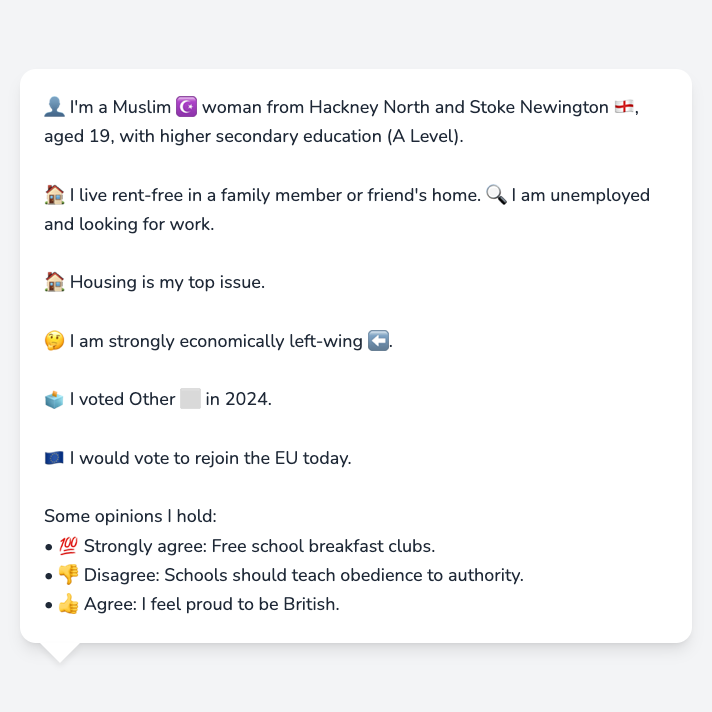 👤 I'm a Muslim ☪️ woman from Hackney North and Stoke Newington 🏴󠁧󠁢󠁥󠁮󠁧󠁿,
aged 19, with higher secondary education (A Level).
🏠 I live rent-free in a family member or friend's home. 🔍 I am unemployed
and looking for work.
🏠 Housing is my top issue.
🤔 I am strongly economically left-wing ⬅️.
🗳️ I voted Other ⬜ in 2024.
🇪🇺 I would vote to rejoin the EU today.
Some opinions I hold:
• 💯 Strongly agree: Free school breakfast clubs.
• 👎 Disagree: Schools should teach obedience to authority.
• 👍 Agree: I feel proud to be British.